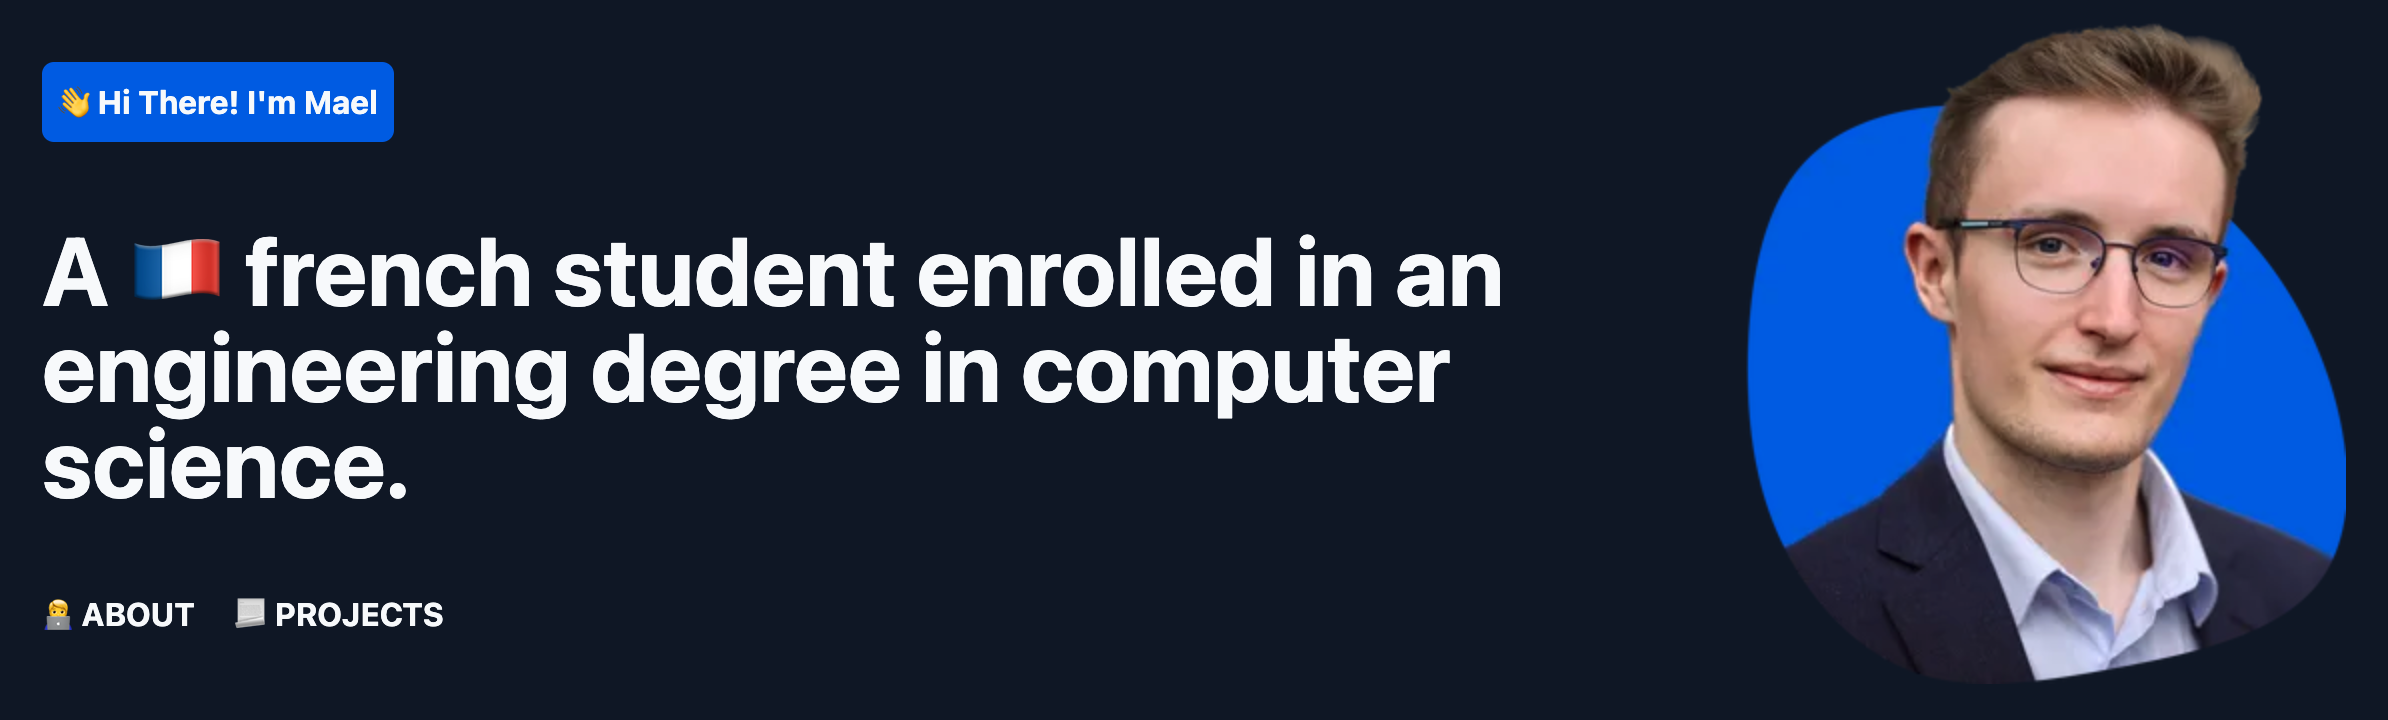 👋 Hi There! I'm Mael
A 🇫🇷 french student enrolled in an
engineering degree in computer
science.
🧑‍💻 ABOUT 📃 PROJECTS